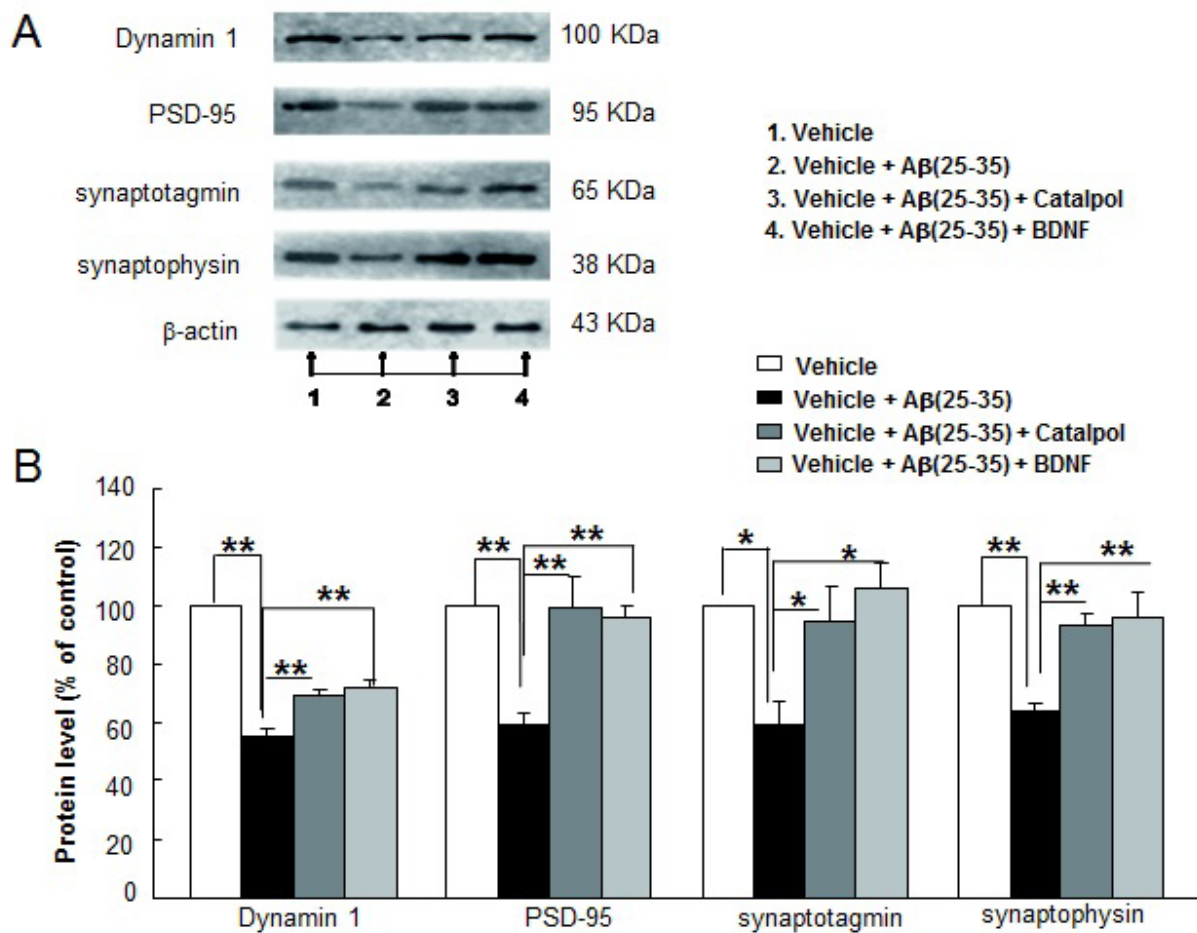 A
Dynamin 1 100 KDa
PSD-95 95 KDa
synaptotagmin 65 KDa
synaptophysin 38 KDa
β-actin 43 KDa
1 2 3 4
1. Vehicle
2. Vehicle + Aβ(25-35)
3. Vehicle + Aβ(25-35) + Catalpol
4. Vehicle + Aβ(25-35) + BDNF
Vehicle
Vehicle + Aβ(25-35)
Vehicle + Aβ(25-35) + Catalpol
Vehicle + Aβ(25-35) + BDNF
B
Protein level (% of control)
140
120
100
80
60
40
20
0
** ** **
** ** **
* * *
** ** **
Dynamin 1 PSD-95 synaptotagmin synaptophysin